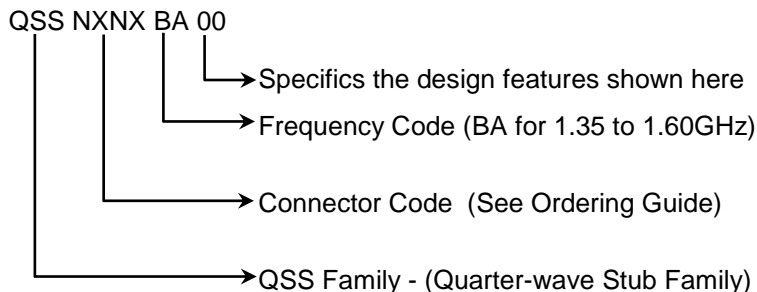 QSS NXNX BA 00
Specifics the design features shown here
Frequency Code (BA for 1.35 to 1.60GHz)
Connector Code (See Ordering Guide)
QSS Family - (Quarter-wave Stub Family)